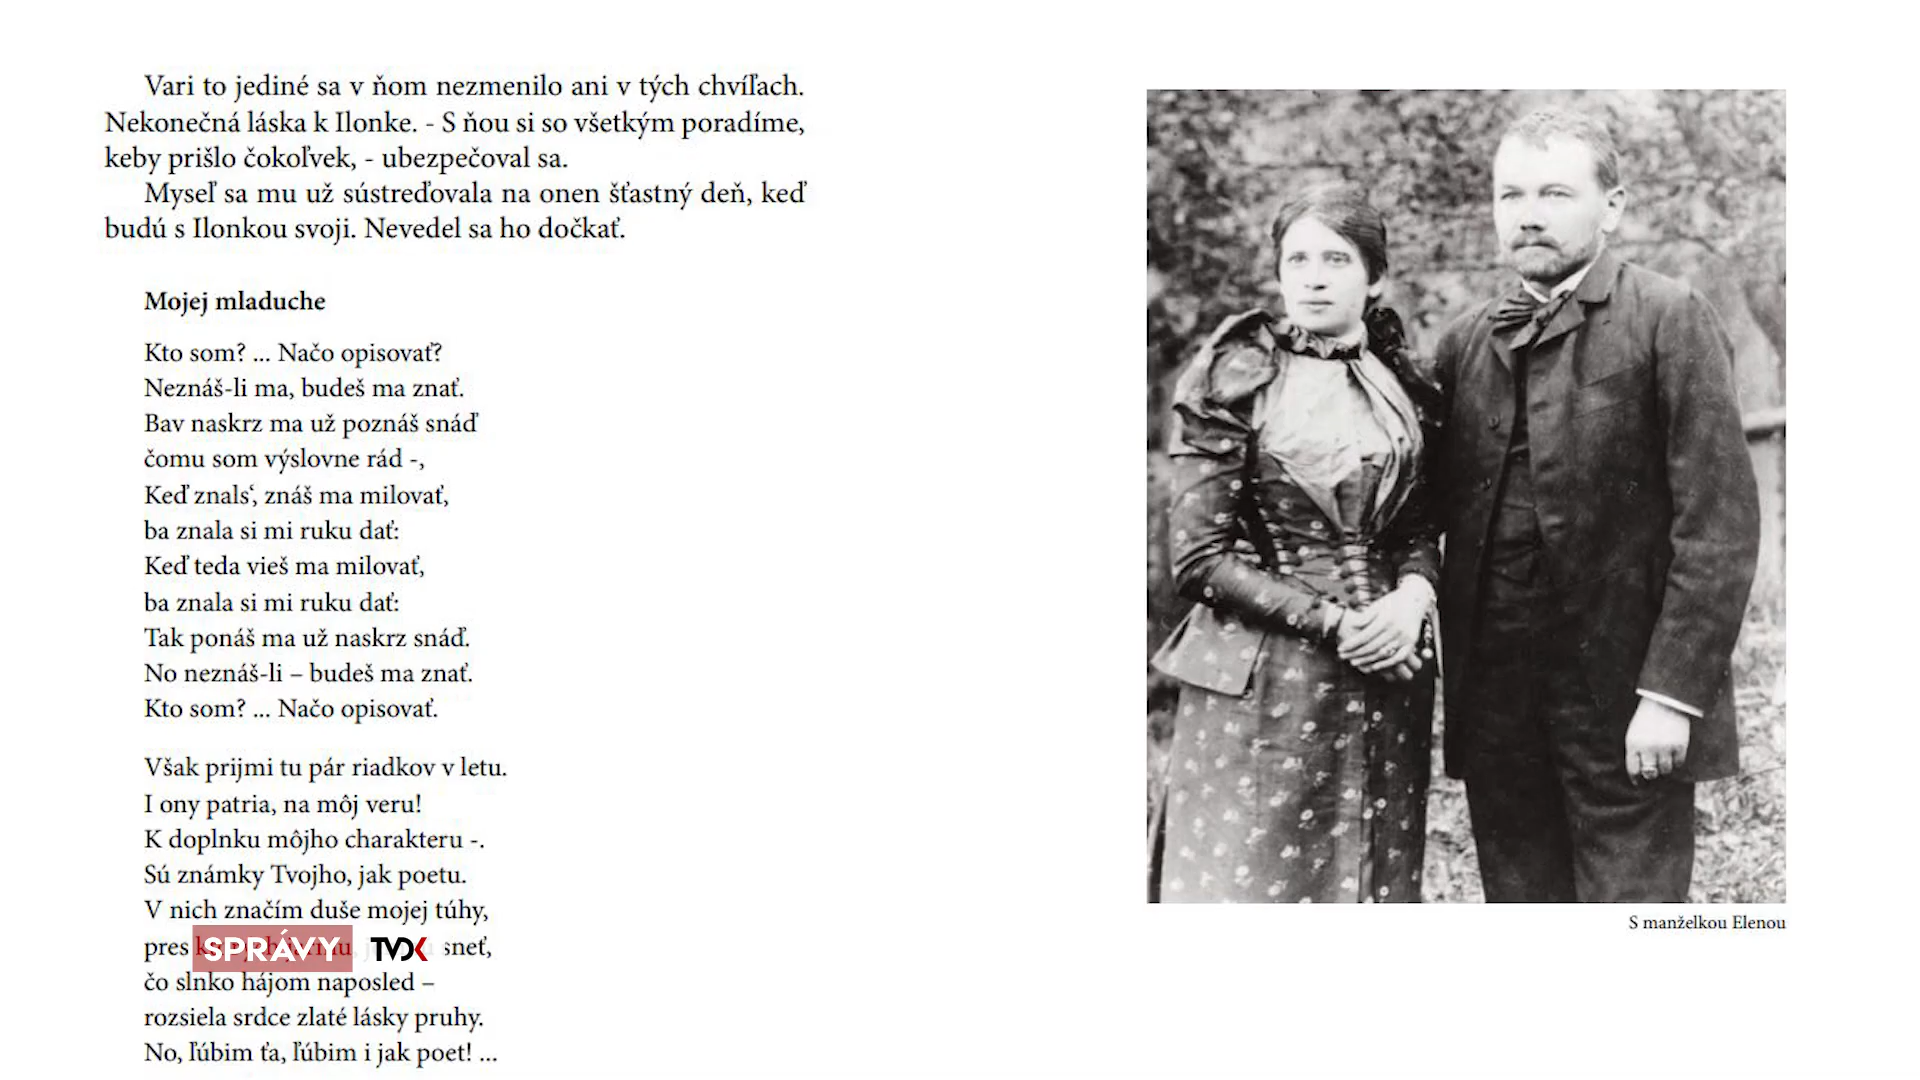 Vari to jediné sa v ňom nezmenilo ani v tých chvíľach.
Nekonečná láska k Ilonke. - S ňou si so všetkým poradíme,
keby prišlo čokoľvek, - ubezpečoval sa.
Myseľ sa mu už sústreďovala na onen šťastný deň, keď
budú s Ilonkou svoji. Nevedel sa ho dočkať.
Mojej mladuche
Kto som? ... Načo opisovať?
Neznáš-li ma, budeš ma znať.
Bav naskrz ma už poznáš snáď
čomu som výslovne rád -,
Keď znals‘, znáš ma milovať,
ba znala si mi ruku dať:
Keď teda vieš ma milovať,
ba znala si mi ruku dať:
Tak ponáš ma už naskrz snáď.
No neznáš-li – budeš ma znať.
Kto som? ... Načo opisovať.
Však prijmi tu pár riadkov v letu.
I ony patria, na môj veru!
K doplnku môjho charakteru -.
Sú známky Tvojho, jak poetu.
V nich značím duše mojej túhy,
pres sneť,
SPRÁVY TVDK
čo slnko hájom naposled –
rozsiela srdce zlaté lásky pruhy.
No, ľúbim ťa, ľúbim i jak poet! ...
S manželkou Elenou